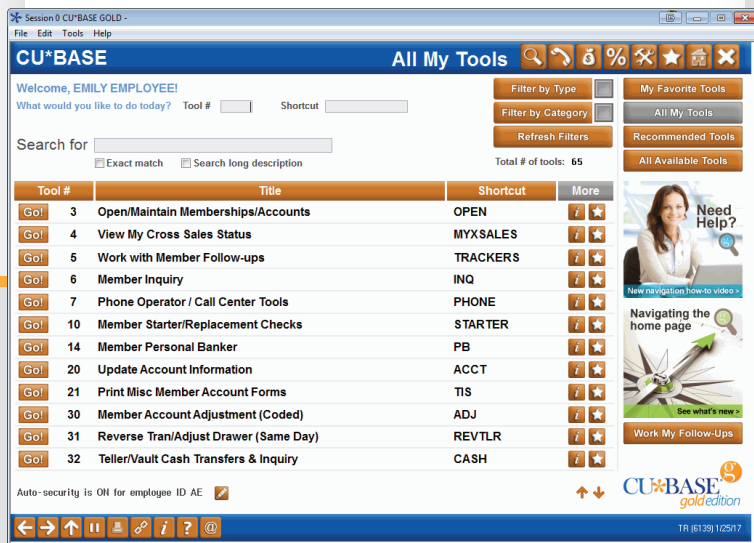 Session 0 CU*BASE GOLD -
File Edit Tools Help
CU*BASE All My Tools
Welcome, EMILY EMPLOYEE!
What would you like to do today? Tool # Shortcut
Search for
Exact match Search long description
Filter by Type
Filter by Category
Refresh Filters
Total # of tools: 65
My Favorite Tools
All My Tools
Recommended Tools
All Available Tools
Tool # Title Shortcut More
Go! 3 Open/Maintain Memberships/Accounts OPEN i
Go! 4 View My Cross Sales Status MYXSALES i
Go! 5 Work with Member Follow-ups TRACKERS i
Go! 6 Member Inquiry INQ i
Go! 7 Phone Operator / Call Center Tools PHONE i
Go! 10 Member Starter/Replacement Checks STARTER i
Go! 14 Member Personal Banker PB i
Go! 20 Update Account Information ACCT i
Go! 21 Print Misc Member Account Forms TIS i
Go! 30 Member Account Adjustment (Coded) ADJ i
Go! 31 Reverse Tran/Adjust Drawer (Same Day) REVTLR i
Go! 32 Teller/Vault Cash Transfers & Inquiry CASH i
Need
Help?
New navigation how-to video >
Navigating the
home page
See what's new >
Work My Follow-Ups
Auto-security is ON for employee ID AE
CU*BASE g
gold edition
i ? @
TR (6139) 1/25/17